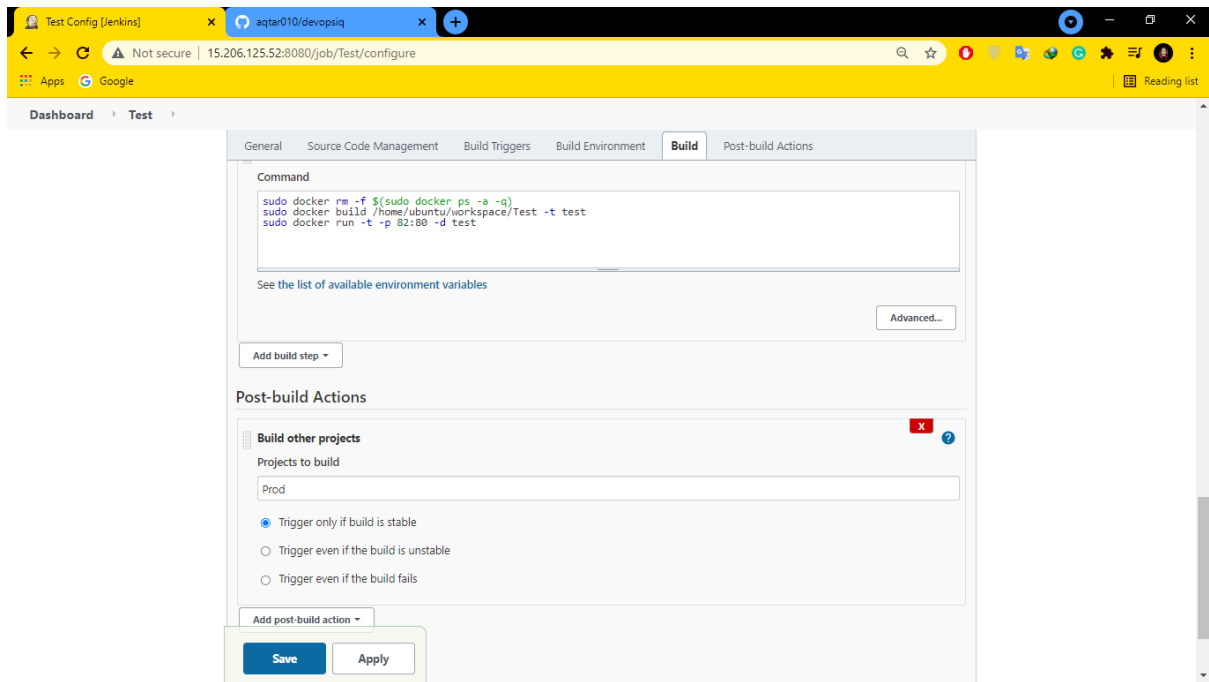 Test Config [Jenkins]
aqtar010/devopsiq
Not secure | 15.206.125.52:8080/job/Test/configure
Apps Google Reading list
Dashboard Test
General Source Code Management Build Triggers Build Environment Build Post-build Actions
Command
sudo docker rm -f $(sudo docker ps -a -q)
sudo docker build /home/ubuntu/workspace/Test -t test
sudo docker run -t -p 82:80 -d test
See the list of available environment variables
Advanced...
Add build step
Post-build Actions
X
Build other projects
?
Projects to build
Prod
Trigger only if build is stable
Trigger even if the build is unstable
Trigger even if the build fails
Add post-build action
Save Apply